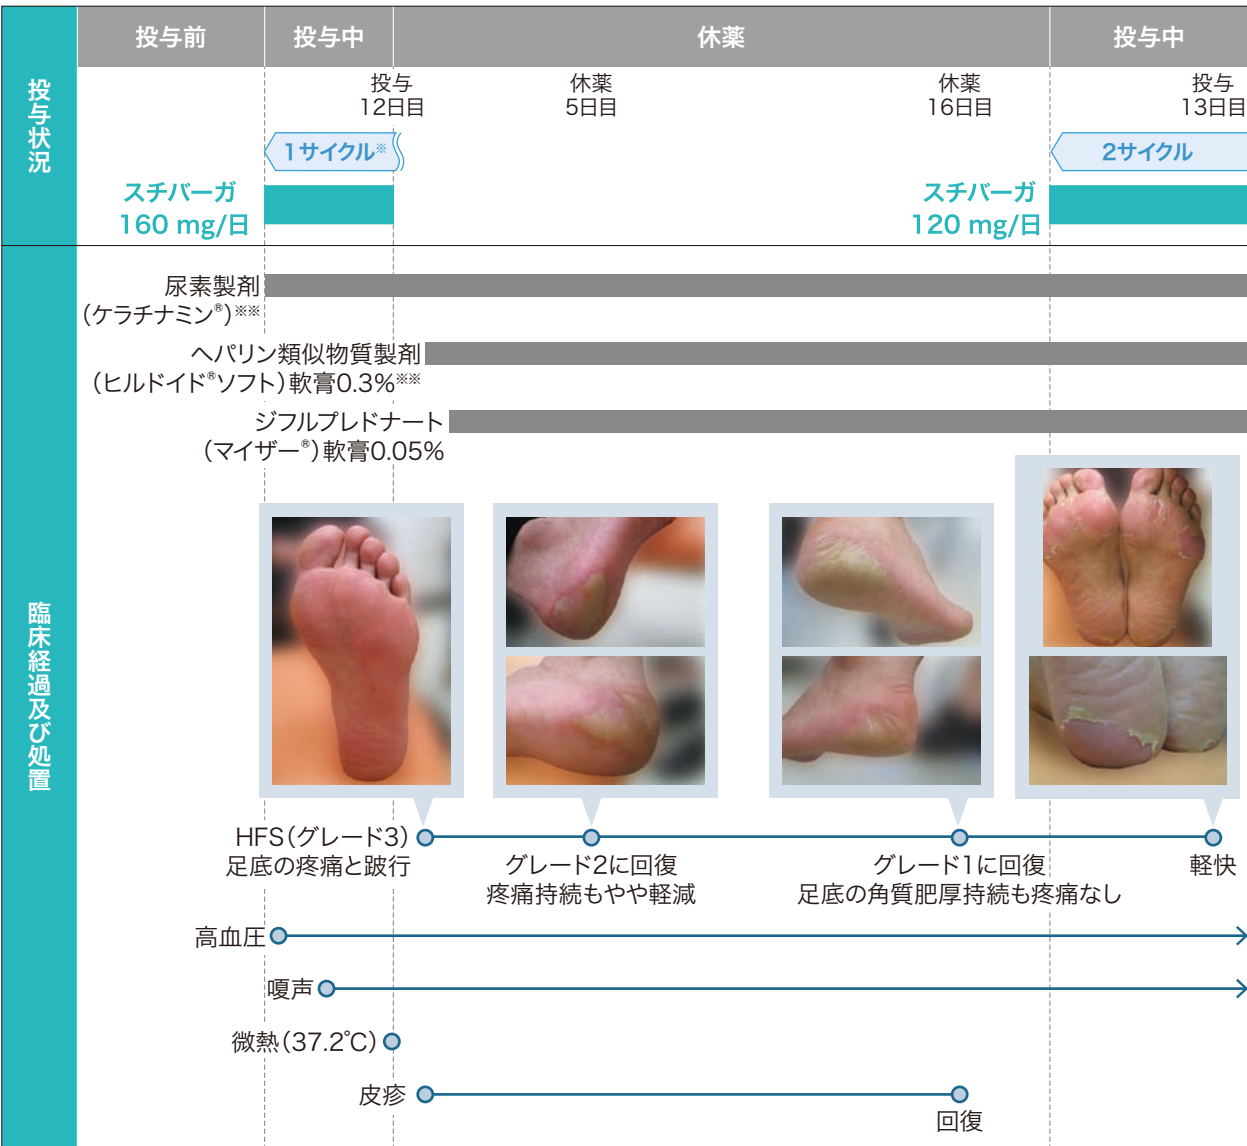 投与状況
投与前
投与中
休薬
投与中
投与
12日目
休薬
5日目
休薬
16日目
投与
13日目
1サイクル※
2サイクル
スチバーガ
160 mg/日
スチバーガ
120 mg/日
臨床経過及び処置
尿素製剤
（ケラチナミン®）※※
ヘパリン類似物質製剤
（ヒルドイド®ソフト）軟膏0.3%※※
ジフルプレドナート
（マイザー®）軟膏0.05%
HFS（グレード3）
足底の疼痛と跛行
グレード2に回復
疼痛持続もやや軽減
グレード1に回復
足底の角質肥厚持続も疼痛なし
軽快
高血圧
嗄声
微熱（37.2℃）
皮疹
回復